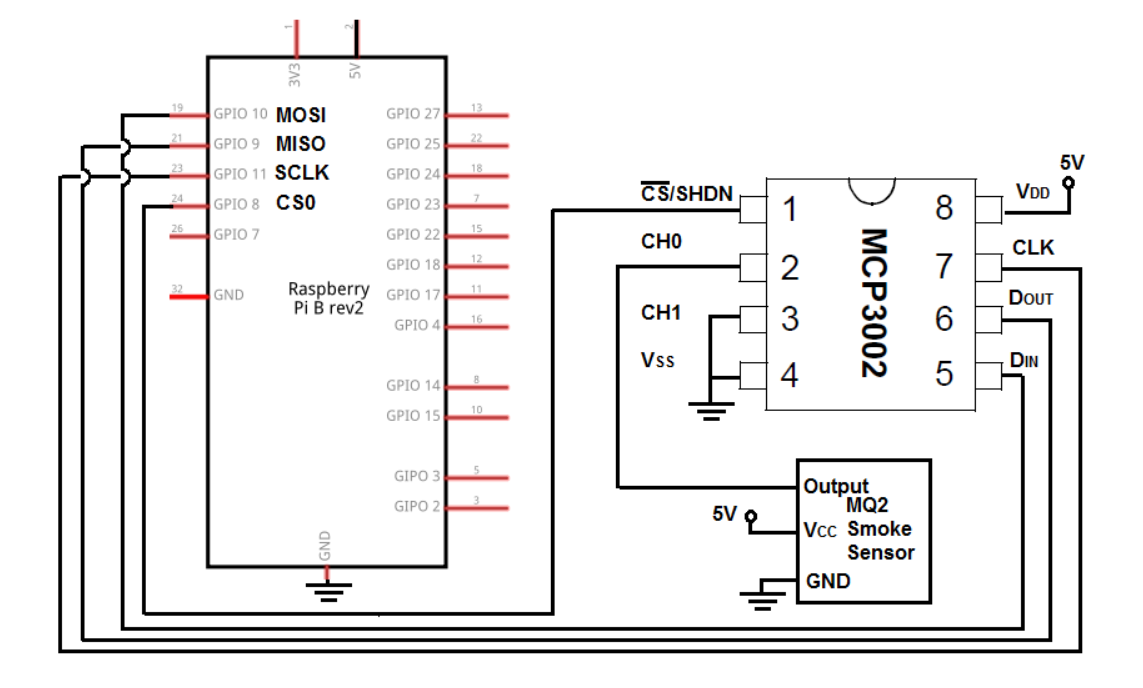 1
2
3V3
5V
19
GPIO 10 MOSI
21
GPIO 9 MISO
23
GPIO 11 SCLK
24
GPIO 8 CS0
26
GPIO 7
32
GND
Raspberry
Pi B rev2
GPIO 27
13
GPIO 25
22
GPIO 24
18
GPIO 23
7
GPIO 22
15
GPIO 18
12
GPIO 17
11
GPIO 4
16
GPIO 14
8
GPIO 15
10
GIPO 3
5
GIPO 2
3
GND
CS/SHDN
CH0
CH1
Vss
1
2
3
4
MCP3002
8
7
6
5
5V
VDD
CLK
DOUT
DIN
Output
MQ2
5V
Vcc Smoke
Sensor
GND